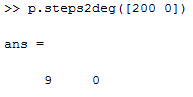 >> p.steps2deg([200 0])
ans =
9 0